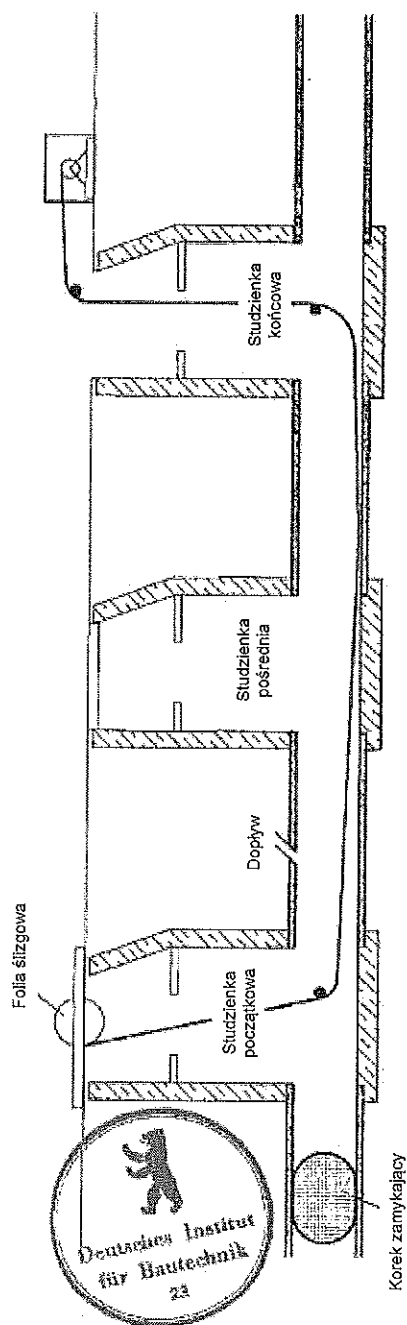 Folia ślizgowa
Studzienka
początkowa
Dopływ
Studzienka
pośrednia
Studzienka
końcowa
Korek zamykający
Deutsches Institut
für Bautechnik
23